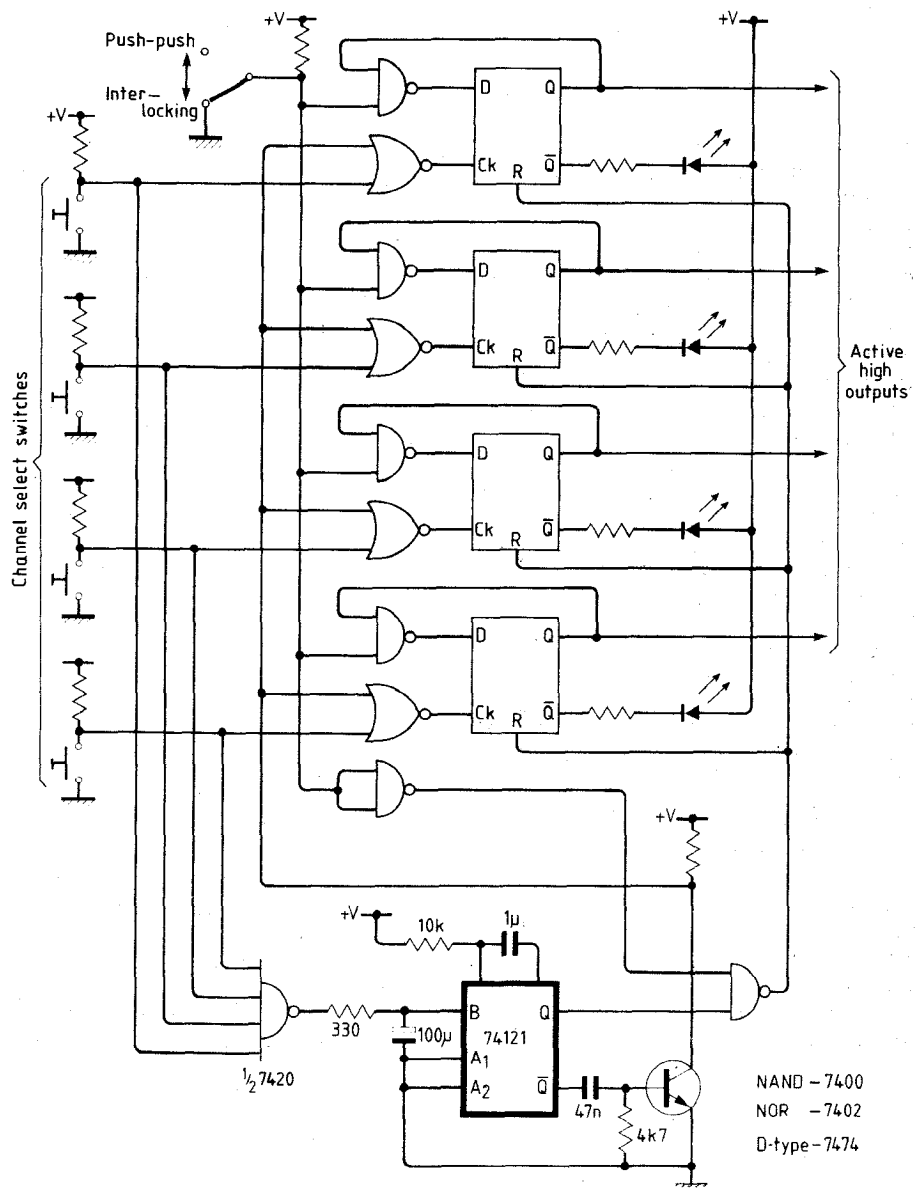 +V
Push-push
Inter-
locking
+V
+V
D
Q
Ck
R
Q̅
D
Q
Ck
R
Q̅
D
Q
Ck
R
Q̅
D
Q
Ck
R
Q̅
Channel select switches
Active
high
outputs
+V
+V
10k
1μ
330
100μ
B
Q
74121
A1
A2
Q̅
47n
4k7
½7420
NAND -7400
NOR -7402
D-type-7474